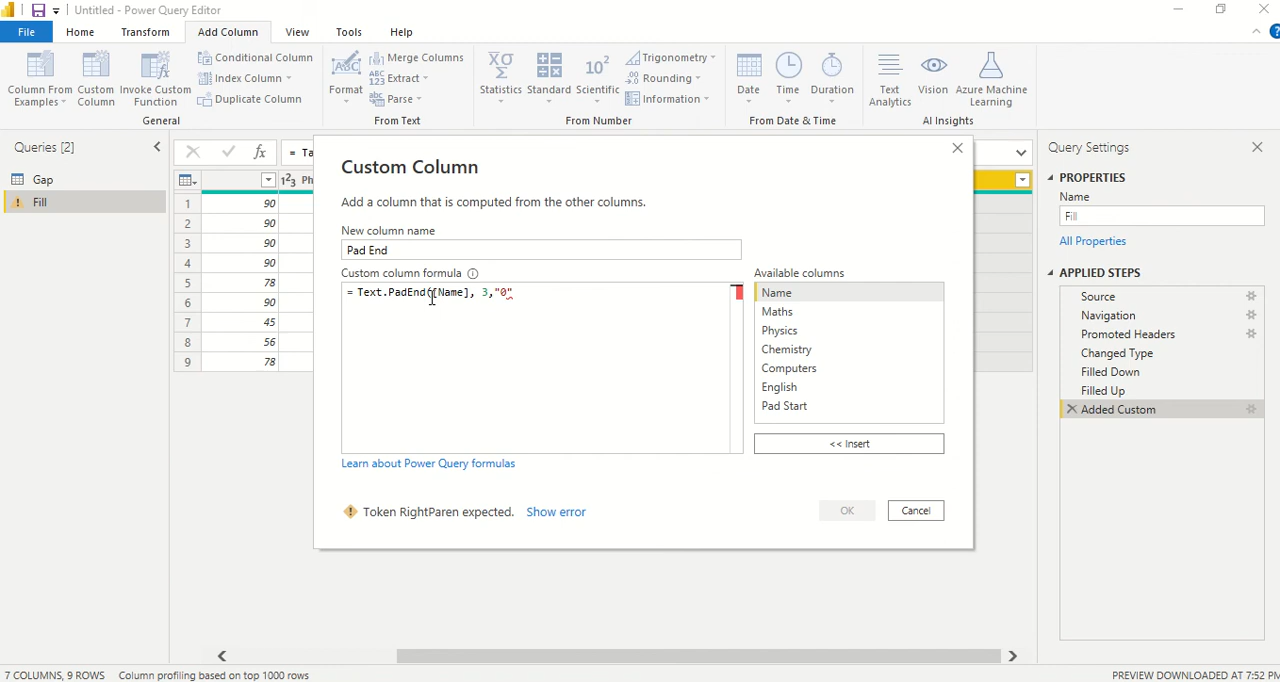 Untitled - Power Query Editor
File Home Transform Add Column View Tools Help
Column From Examples
Custom Column
Invoke Custom Function
Conditional Column
Index Column
Duplicate Column
General
Format
Merge Columns
Extract
Parse
From Text
Statistics
Standard
Scientific
Trigonometry
Rounding
Information
From Number
Date
Time
Duration
From Date & Time
Text Analytics
Vision
Azure Machine Learning
AI Insights
Queries [2]
Gap
Fill
fx = Ta
1²3 Ph
1 90
2 90
3 90
4 90
5 78
6 90
7 45
8 56
9 78
Custom Column
Add a column that is computed from the other columns.
New column name
Pad End
Custom column formula
= Text.PadEnd([Name], 3,"0"
Available columns
Name
Maths
Physics
Chemistry
Computers
English
Pad Start
<< Insert
Learn about Power Query formulas
Token RightParen expected. Show error
OK Cancel
Query Settings
PROPERTIES
Name
Fill
All Properties
APPLIED STEPS
Source
Navigation
Promoted Headers
Changed Type
Filled Down
Filled Up
Added Custom
7 COLUMNS, 9 ROWS Column profiling based on top 1000 rows
PREVIEW DOWNLOADED AT 7:52 PM